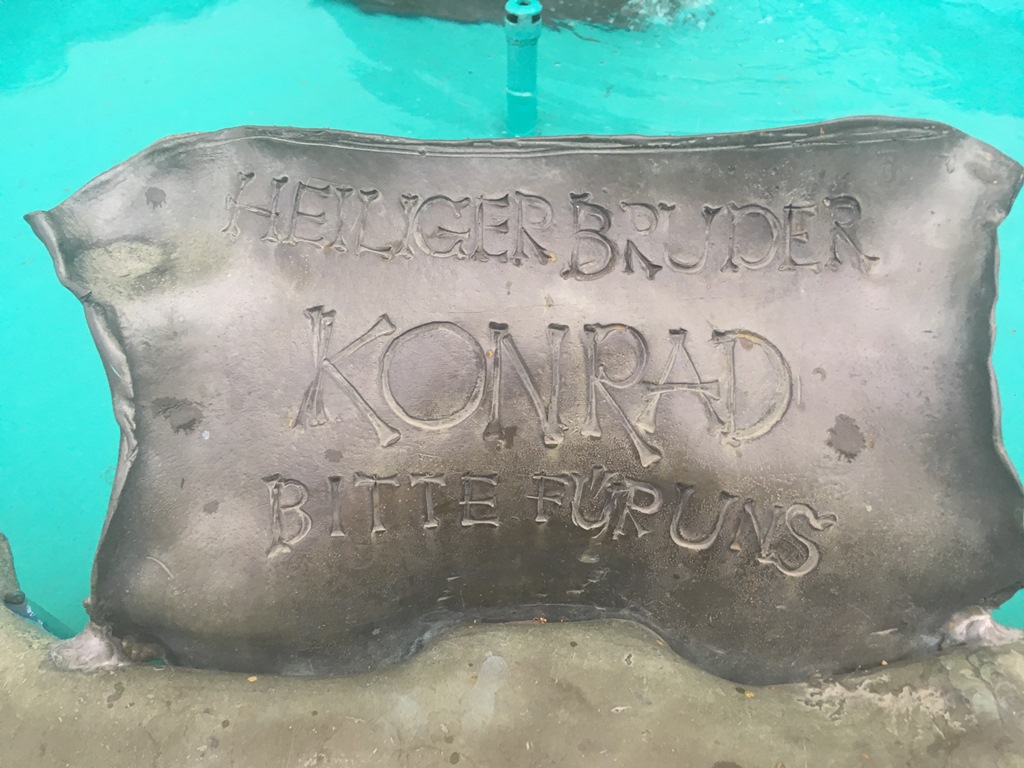 HEILIGER BRUDER
KONRAD
BITTE FÜR UNS